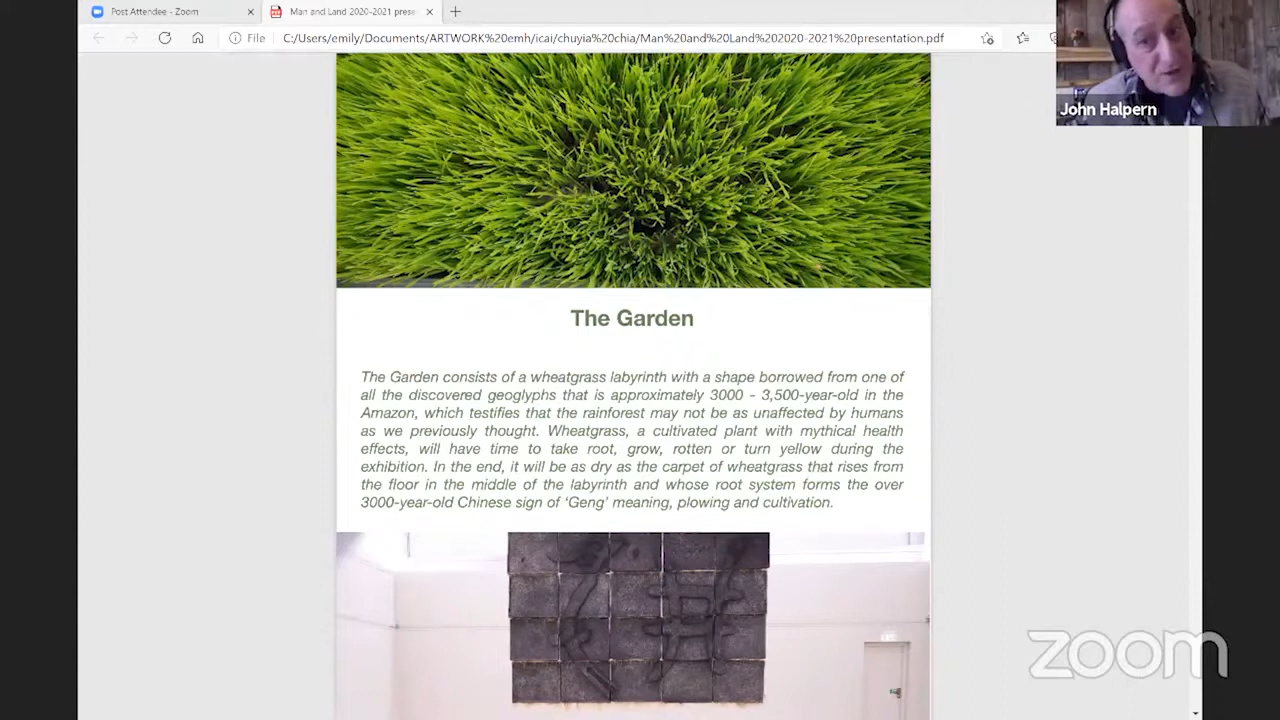 Post Attendee - Zoom
Man and Land 2020-2021 prese
File
C:/Users/emily/Documents/ARTWORK%20emh/icai/chuyia%20chia/Man%20and%20Land%202020-2021%20presentation.pdf
John Halpern
The Garden
The Garden consists of a wheatgrass labyrinth with a shape borrowed from one of
all the discovered geoglyphs that is approximately 3000 - 3,500-year-old in the
Amazon, which testifies that the rainforest may not be as unaffected by humans
as we previously thought. Wheatgrass, a cultivated plant with mythical health
effects, will have time to take root, grow, rotten or turn yellow during the
exhibition. In the end, it will be as dry as the carpet of wheatgrass that rises from
the floor in the middle of the labyrinth and whose root system forms the over
3000-year-old Chinese sign of ‘Geng’ meaning, plowing and cultivation.
zoom